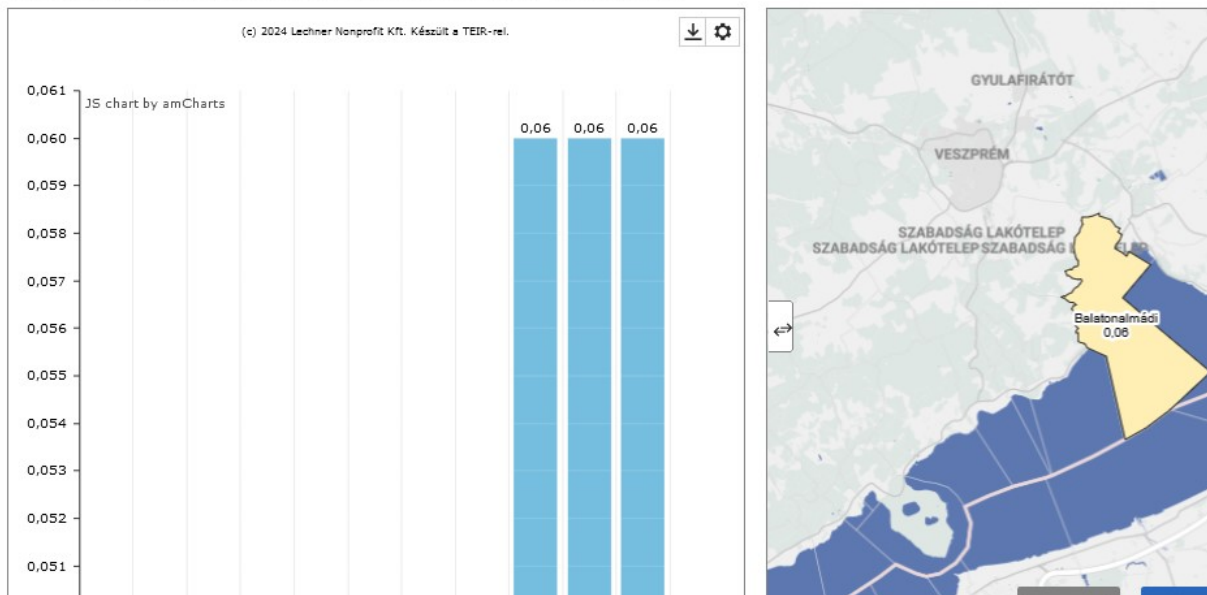 (c) 2024 Lechner Nonprofit Kft. Készült a TEIR-rel.
0,061
JS chart by amCharts
0,060
0,059
0,058
0,057
0,056
0,055
0,054
0,053
0,052
0,051
0,06 0,06 0,06
GYULAFIRÁTÓT
VESZPRÉM
SZABADSÁG LAKÓTELEP
SZABADSÁG LAKÓTELEP SZABADSÁG
Balatonalmádi
0,06